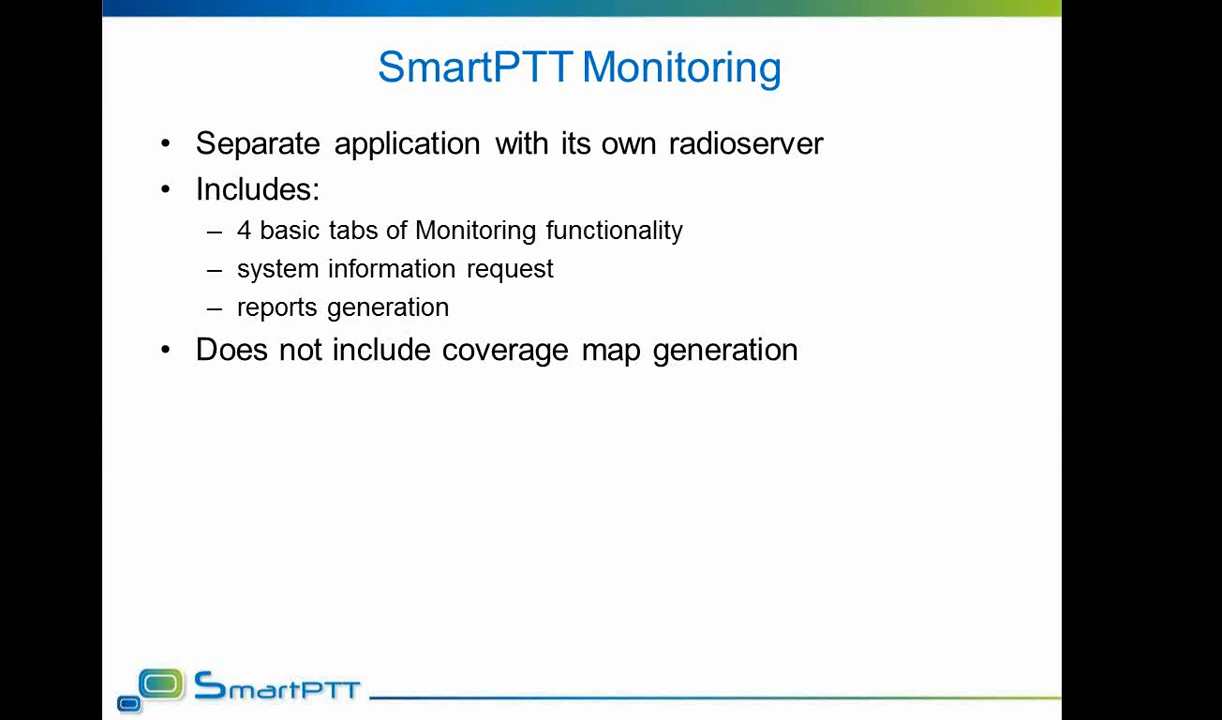 SmartPTT Monitoring
• Separate application with its own radioserver
• Includes:
– 4 basic tabs of Monitoring functionality
– system information request
– reports generation
• Does not include coverage map generation
SmartPTT